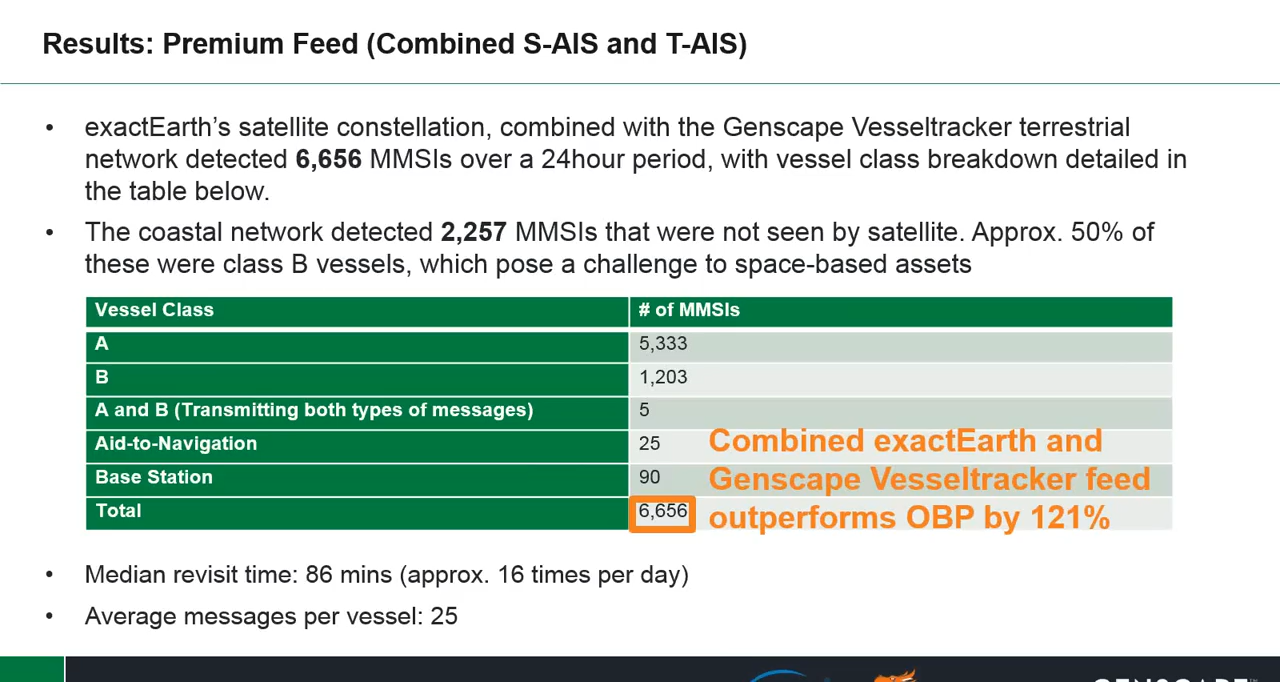 Results: Premium Feed (Combined S-AIS and T-AIS)
• exactEarth’s satellite constellation, combined with the Genscape Vesseltracker terrestrial
network detected 6,656 MMSIs over a 24hour period, with vessel class breakdown detailed in
the table below.
• The coastal network detected 2,257 MMSIs that were not seen by satellite. Approx. 50% of
these were class B vessels, which pose a challenge to space-based assets
Vessel Class # of MMSIs
A 5,333
B 1,203
A and B (Transmitting both types of messages) 5
Aid-to-Navigation 25
Base Station 90
Total 6,656
Combined exactEarth and
Genscape Vesseltracker feed
outperforms OBP by 121%
• Median revisit time: 86 mins (approx. 16 times per day)
• Average messages per vessel: 25
GENSCAPE™